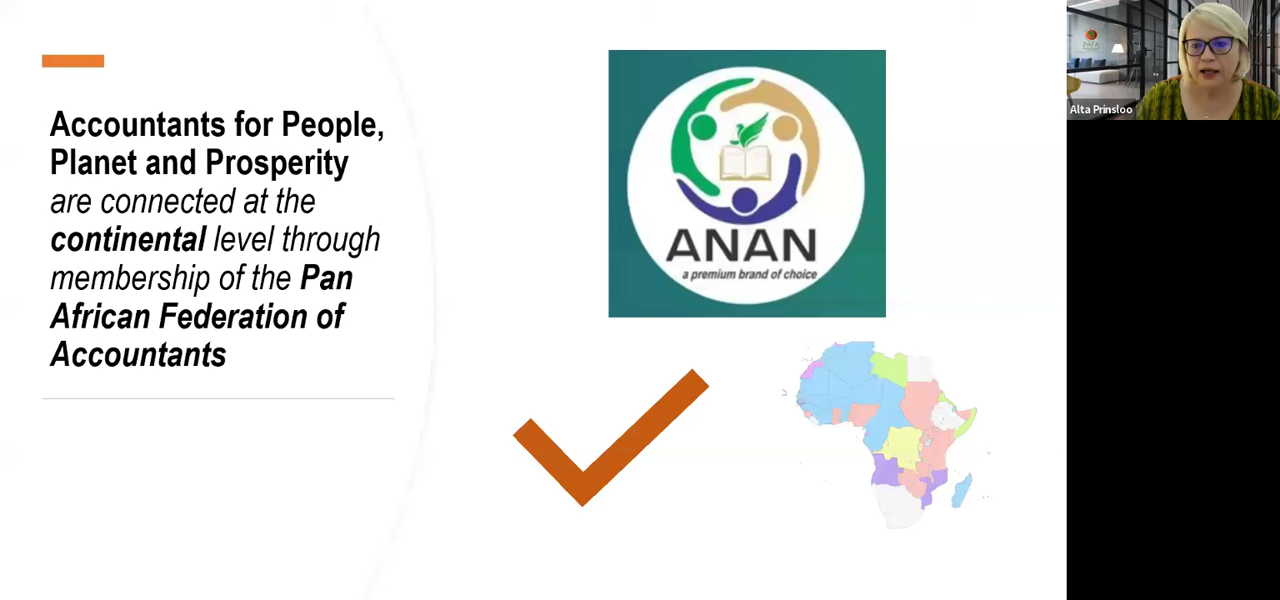 Accountants for People,
Planet and Prosperity
are connected at the
continental level through
membership of the Pan
African Federation of
Accountants
ANAN
a premium brand of choice
PAFA
Alta Prinsloo